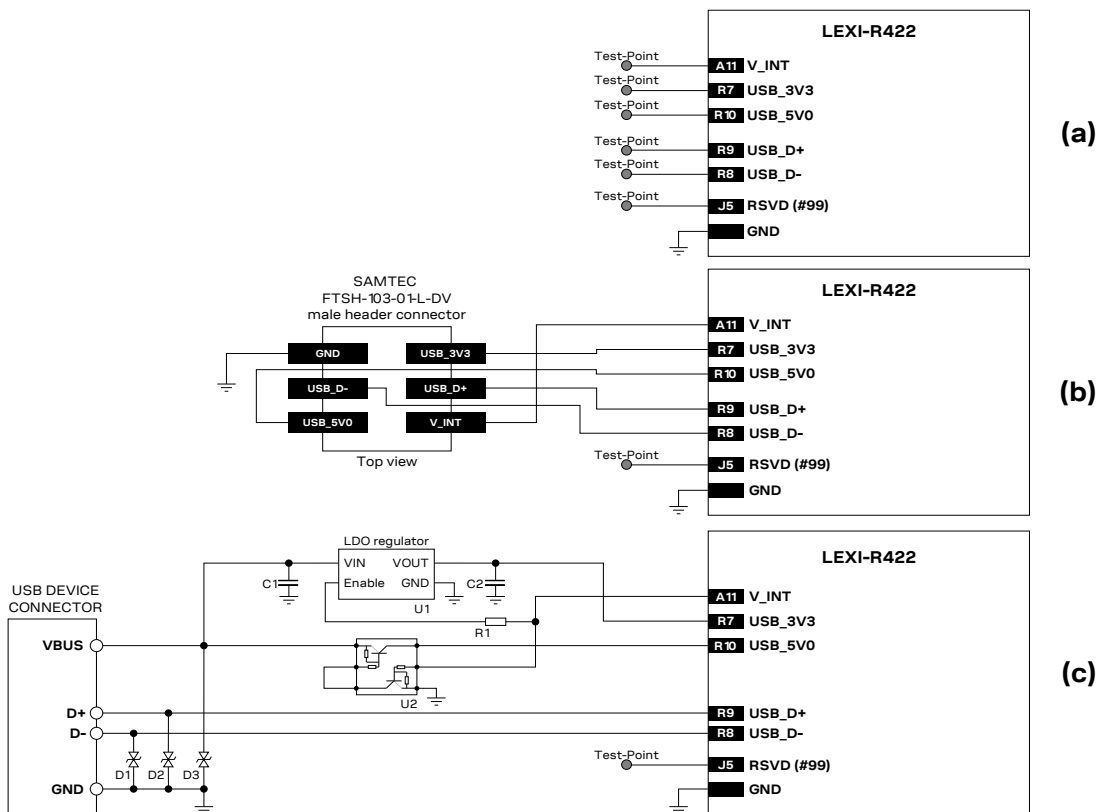 LEXI-R422
Test-Point
A11 V_INT
Test-Point
R7 USB_3V3
Test-Point
R10 USB_5V0
(a)
Test-Point
R9 USB_D+
Test-Point
R8 USB_D-
Test-Point
J5 RSVD (#99)
GND
SAMTEC
FTSH-103-01-L-DV
male header connector
LEXI-R422
A11 V_INT
GND USB_3V3
R7 USB_3V3
R10 USB_5V0
USB_D- USB_D+
(b)
R9 USB_D+
USB_5V0 V_INT
R8 USB_D-
Top view
Test-Point
J5 RSVD (#99)
GND
LDO regulator
LEXI-R422
VIN VOUT
C1 Enable GND C2
U1
USB DEVICE
CONNECTOR
A11 V_INT
R7 USB_3V3
R1
VBUS
R10 USB_5V0
(c)
U2
D+
R9 USB_D+
D-
R8 USB_D-
Test-Point
D1 D2 D3
J5 RSVD (#99)
GND
GND